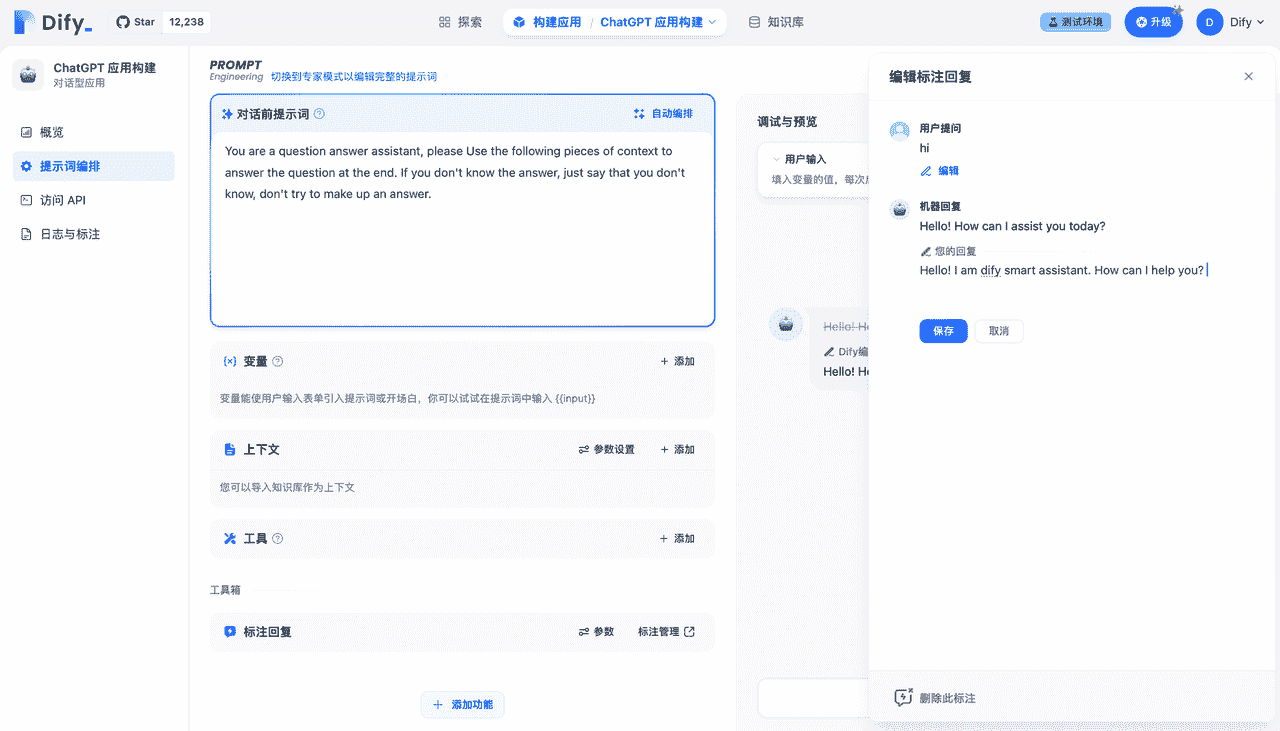 Dify_
Star 12,238
探索
构建应用 / ChatGPT 应用构建
知识库
测试环境
升级
D Dify
ChatGPT 应用构建
对话型应用
概览
提示词编排
访问 API
日志与标注
PROMPT
Engineering 切换到专家模式以编辑完整的提示词
对话前提示词
自动编排
You are a question answer assistant, please Use the following pieces of context to
answer the question at the end. If you don't know the answer, just say that you don't
know, don't try to make up an answer.
变量
添加
变量能使用户输入表单引入提示词或开场白，你可以试试在提示词中输入 {{input}}
上下文
参数设置
添加
您可以导入知识库作为上下文
工具
添加
工具箱
标注回复
参数
标注管理
添加功能
调试与预览
用户输入
填入变量的值，每次
Hello! H
Dify编
Hello! He
编辑标注回复
用户提问
hi
编辑
机器回复
Hello! How can I assist you today?
您的回复
Hello! I am dify smart assistant. How can I help you?
保存
取消
删除此标注